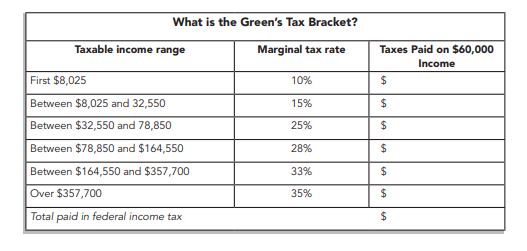 What is the Green's Tax Bracket?
Taxable income range Marginal tax rate Taxes Paid on $60,000
Income
First $8,025 10% $
Between $8,025 and 32,550 15% $
Between $32,550 and 78,850 25% $
Between $78,850 and $164,550 28% $
Between $164,550 and $357,700 33% $
Over $357,700 35% $
Total paid in federal income tax $